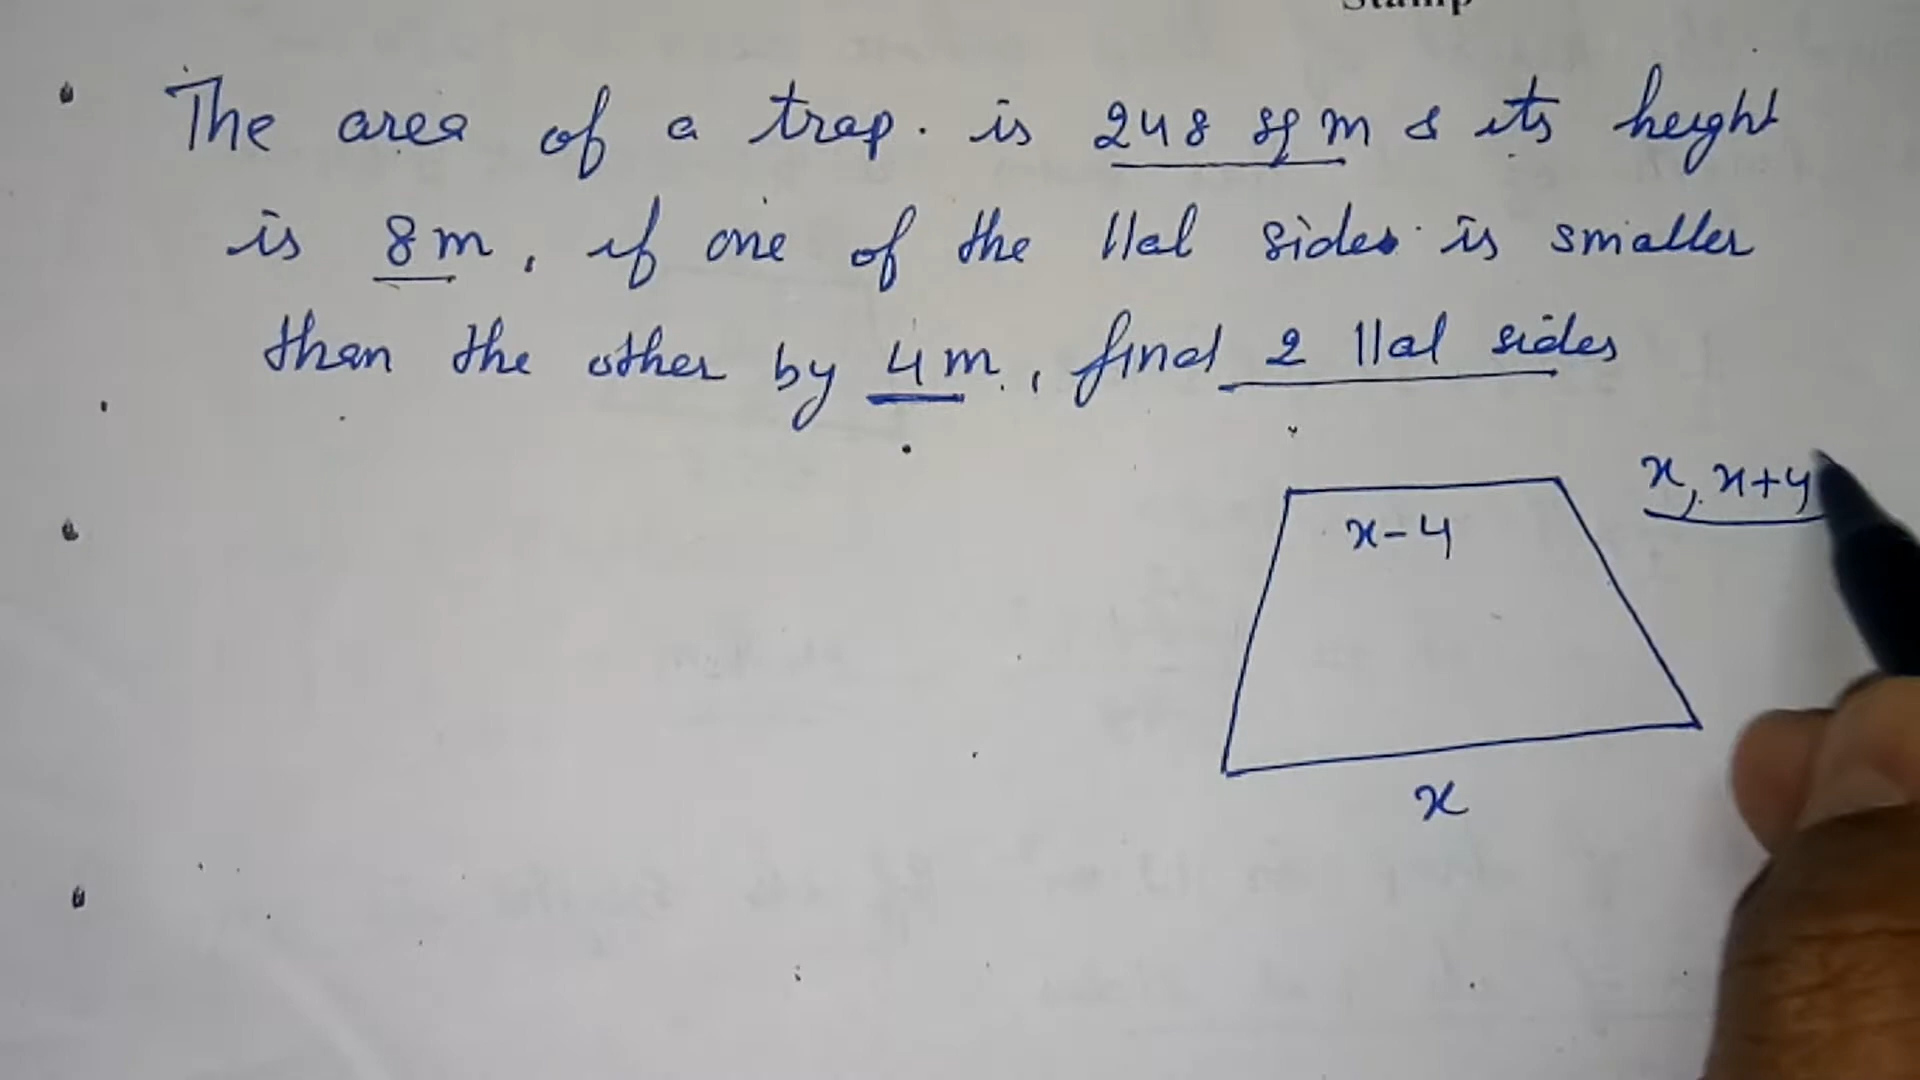 Stamp
The area of a trap. is 248 sq m & its height
is 8m, if one of the ||al sides is smaller
than the other by 4m, find 2 ||al sides
x, x+4
x-4
x